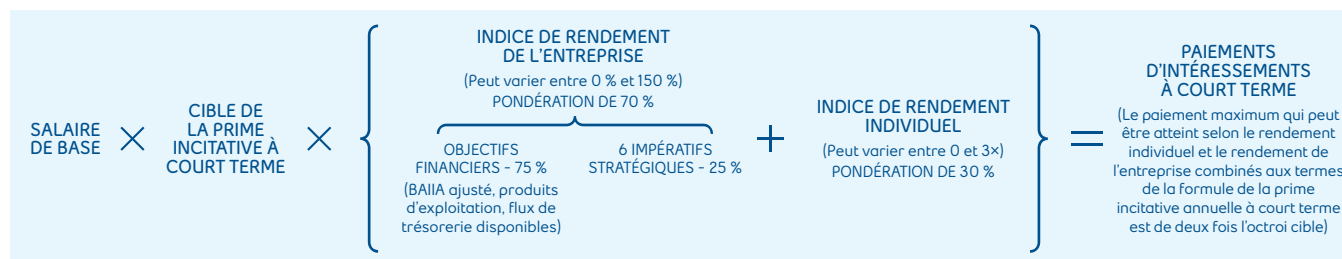 SALAIRE
DE BASE
×
CIBLE DE
LA PRIME
INCITATIVE À
COURT TERME
×
INDICE DE RENDEMENT
DE L'ENTREPRISE
(Peut varier entre 0 % et 150 %)
PONDÉRATION DE 70 %
OBJECTIFS
FINANCIERS – 75 %
(BAIIA ajusté, produits
d'exploitation, flux de
trésorerie disponibles)
6 IMPÉRATIFS
STRATÉGIQUES – 25 %
+
INDICE DE RENDEMENT
INDIVIDUEL
(Peut varier entre 0 et 3×)
PONDÉRATION DE 30 %
=
PAIEMENTS
D'INTÉRESSEMENTS
À COURT TERME
(Le paiement maximum qui peut
être atteint selon le rendement
individuel et le rendement de
l'entreprise combinés aux termes
de la formule de la prime
incitative annuelle à court terme
est de deux fois l'octroi cible)